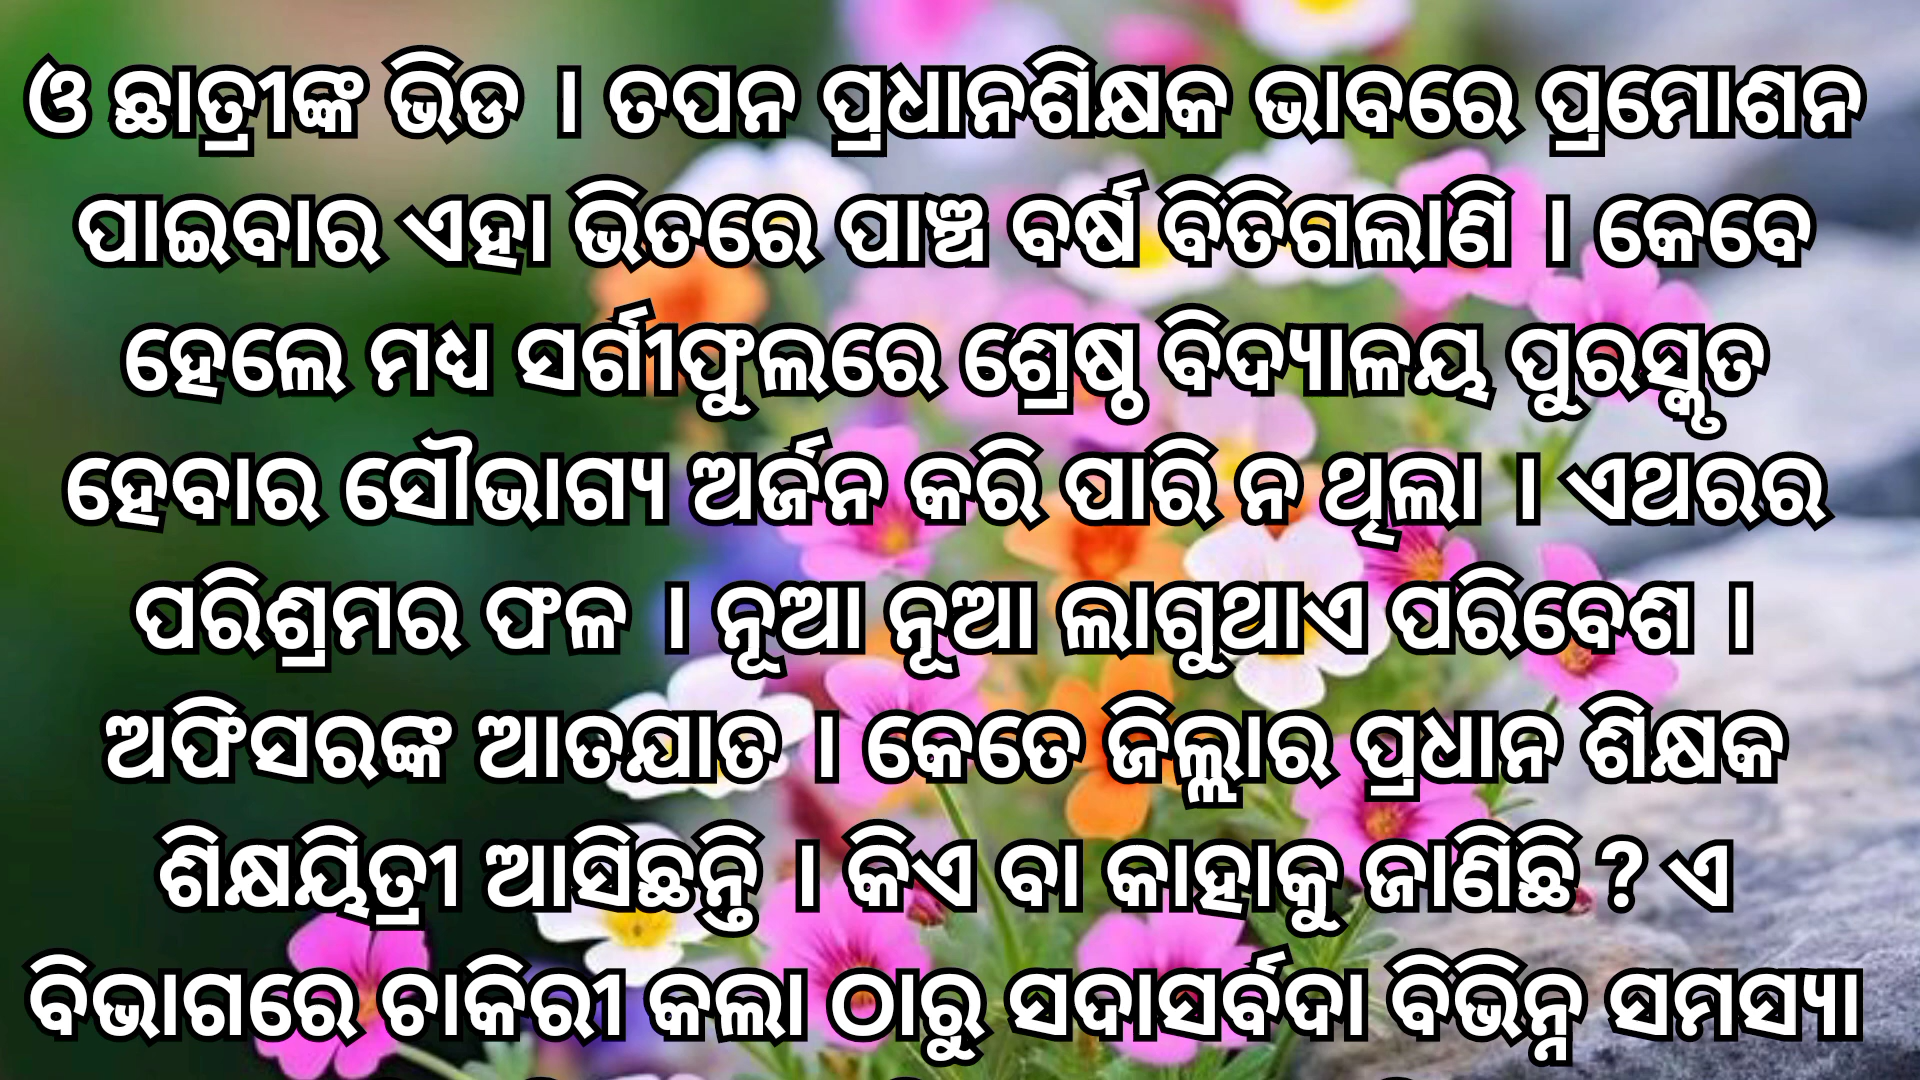 ଓ ଛାତ୍ରୀଙ୍କ ଭିଡ । ତପନ ପ୍ରଧାନଶିକ୍ଷକ ଭାବରେ ପ୍ରମୋଶନ
ପାଇବାର ଏହା ଭିତରେ ପାଞ୍ଚ ବର୍ଷ ବିତିଗଲାଣି । କେବେ
ହେଲେ ମଧ୍ୟ ସର୍ଗୀଫୁଲରେ ଶ୍ରେଷ୍ଠ ବିଦ୍ୟାଳୟ ପୁରସ୍କୃତ
ହେବାର ସୌଭାଗ୍ୟ ଅର୍ଜନ କରି ପାରି ନ ଥିଲା । ଏଥରର
ପରିଶ୍ରମର ଫଳ । ନୂଆ ନୂଆ ଲାଗୁଥାଏ ପରିବେଶ ।
ଅଫିସରଙ୍କ ଆତଯାତ । କେତେ ଜିଲ୍ଲାର ପ୍ରଧାନ ଶିକ୍ଷକ
ଶିକ୍ଷୟିତ୍ରୀ ଆସିଛନ୍ତି । କିଏ ବା କାହାକୁ ଜାଣିଛି ? ଏ
ବିଭାଗରେ ଚାକିରୀ କଲା ଠାରୁ ସଦାସର୍ବଦା ବିଭିନ୍ନ ସମସ୍ୟା